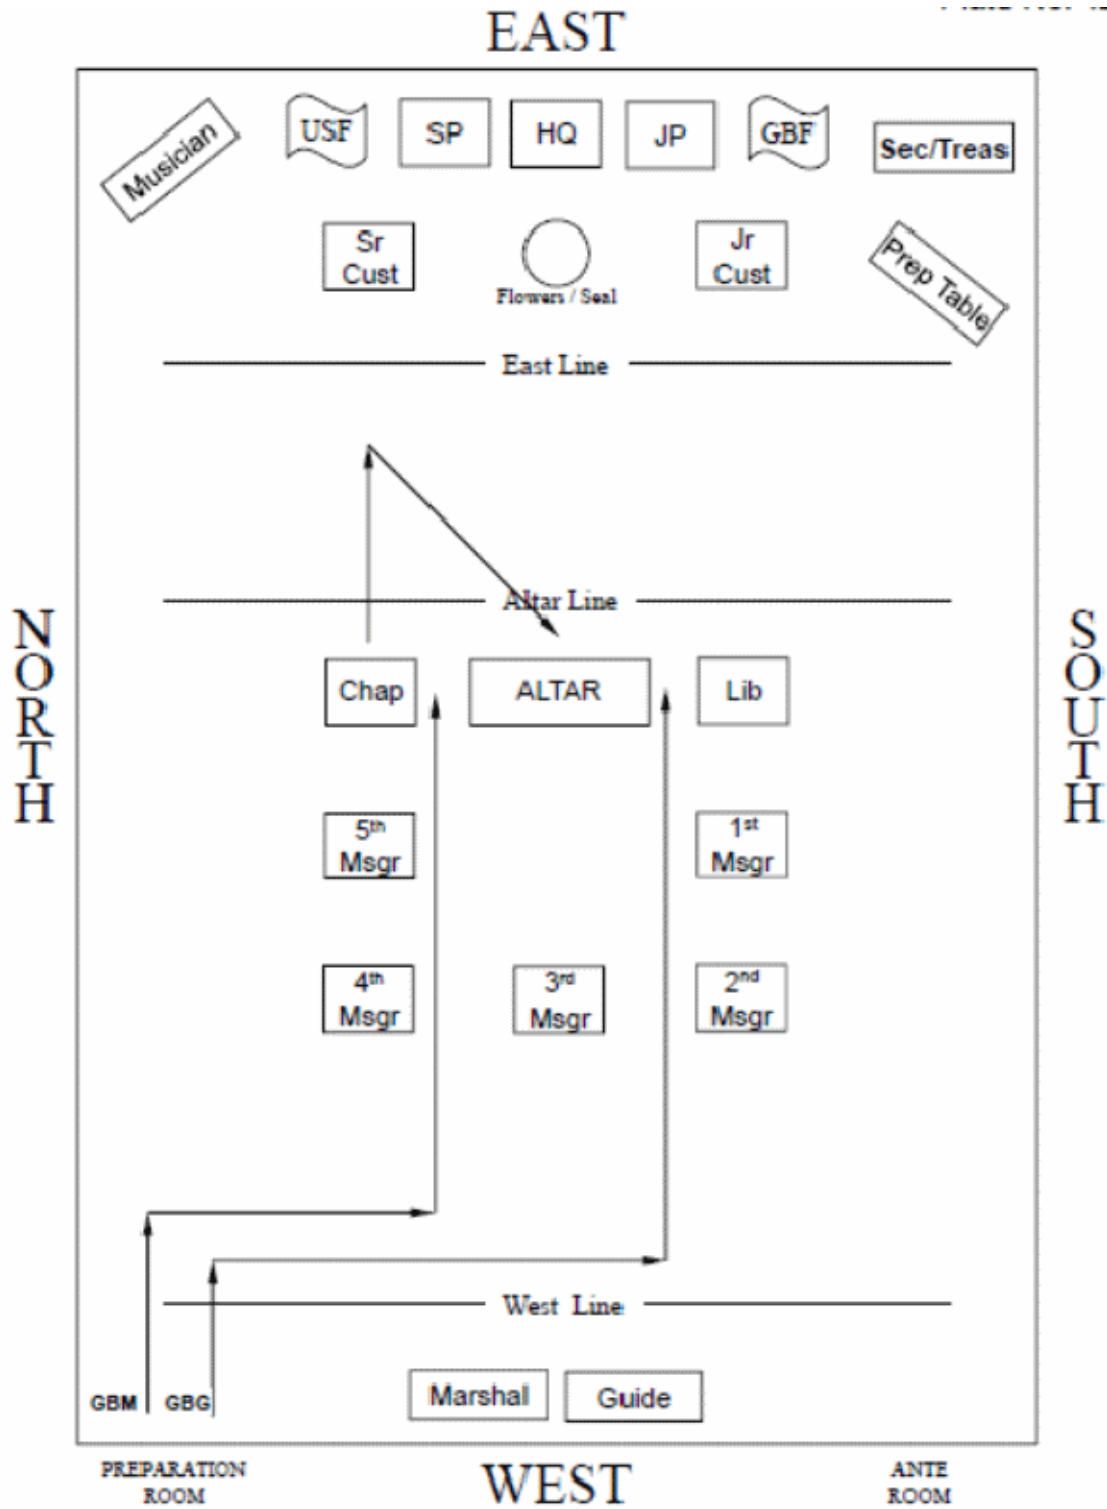 EAST
Musician
USF
SP
HQ
JP
GBF
Sec/Treas
Sr
Cust
Flowers / Seal
Jr
Cust
Prep Table
East Line
Altar Line
NORTH
SOUTH
Chap
ALTAR
Lib
5th
Msgr
1st
Msgr
4th
Msgr
3rd
Msgr
2nd
Msgr
West Line
GBM
GBG
Marshal
Guide
PREPARATION
ROOM
WEST
ANTE
ROOM